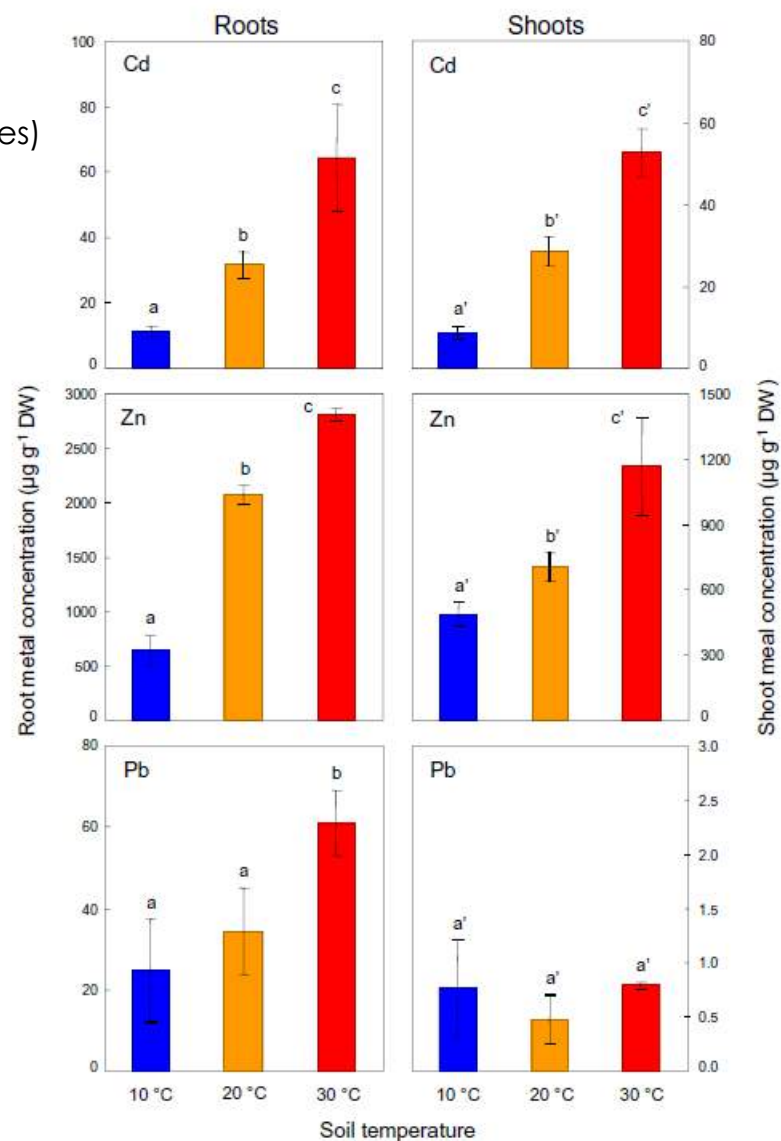 Roots
Shoots
es)
Cd
100
80
60
40
20
0
a
b
c
Cd
80
60
40
20
0
a'
b'
c'
Zn
3000
2500
2000
1500
1000
500
0
a
b
c
Zn
1500
1200
900
600
300
0
a'
b'
c'
Pb
80
60
40
20
0
a
a
b
Pb
3.0
2.5
2.0
1.5
1.0
0.5
0.0
a'
a'
a'
Root metal concentration (µg g⁻¹ DW)
Shoot meal concentration (µg g⁻¹ DW)
10 °C
20 °C
30 °C
10 °C
20 °C
30 °C
Soil temperature